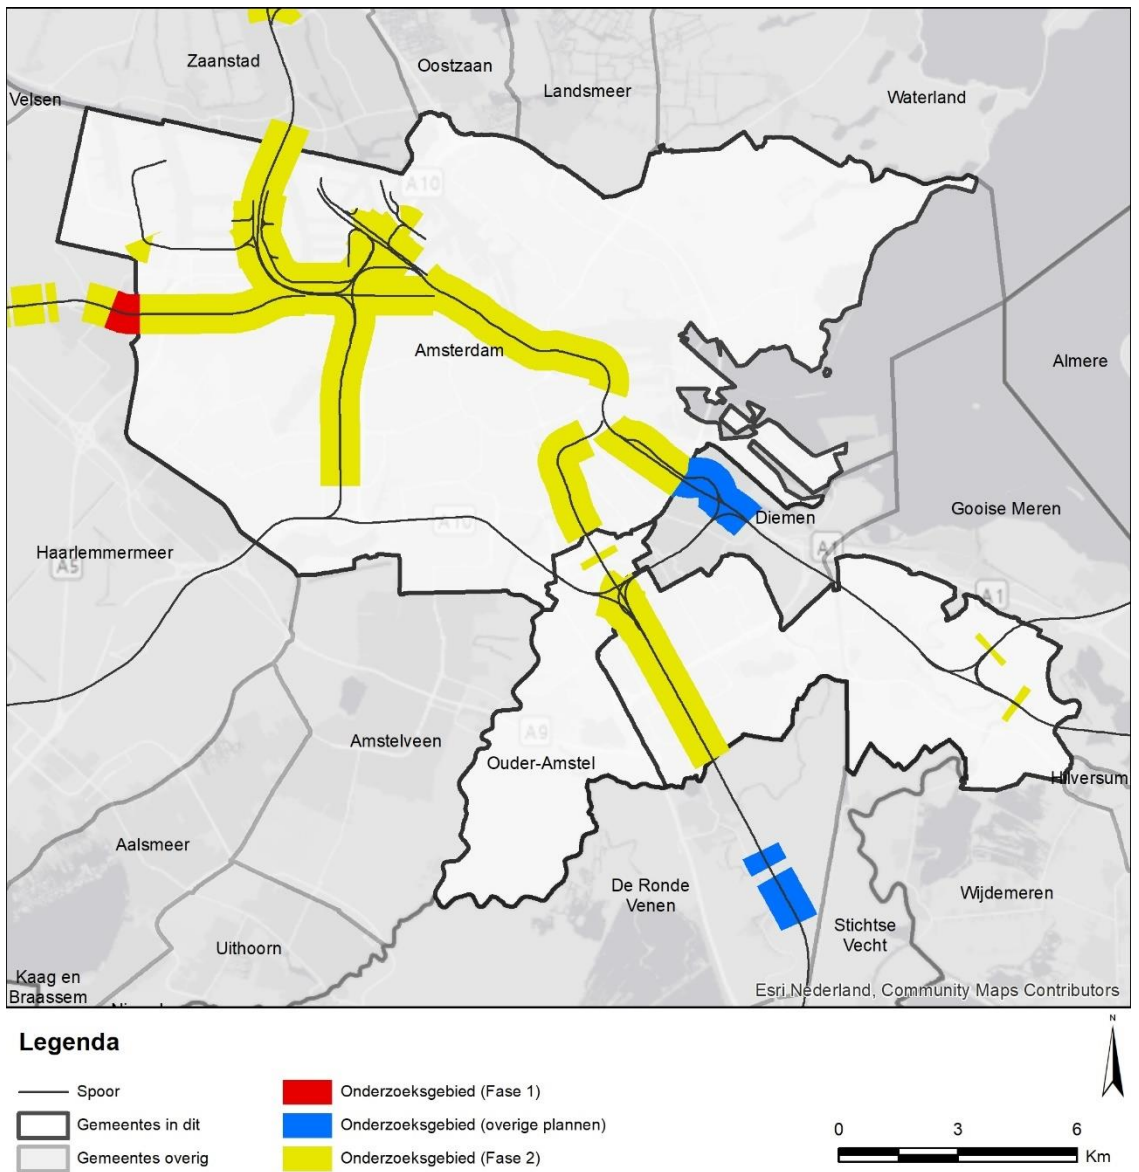 Zaanstad
Oostzaan
Landsmeer
Waterland
Velsen
A10
Amsterdam
Almere
Gooise Meren
Diemen
A10
Haarlemmermeer
A5
A1
A1
Amstelveen
A9
Ouder-Amstel
Hilversum
Aalsmeer
De Ronde
Venen
Wijdemeren
Stichtse
Vecht
Uithoorn
Kaag en
Braassem
Esri Nederland, Community Maps Contributors
Legenda
N
Spoor
Gemeentes in dit
Gemeentes overig
Onderzoeksgebied (Fase 1)
Onderzoeksgebied (overige plannen)
Onderzoeksgebied (Fase 2)
0 3 6
Km